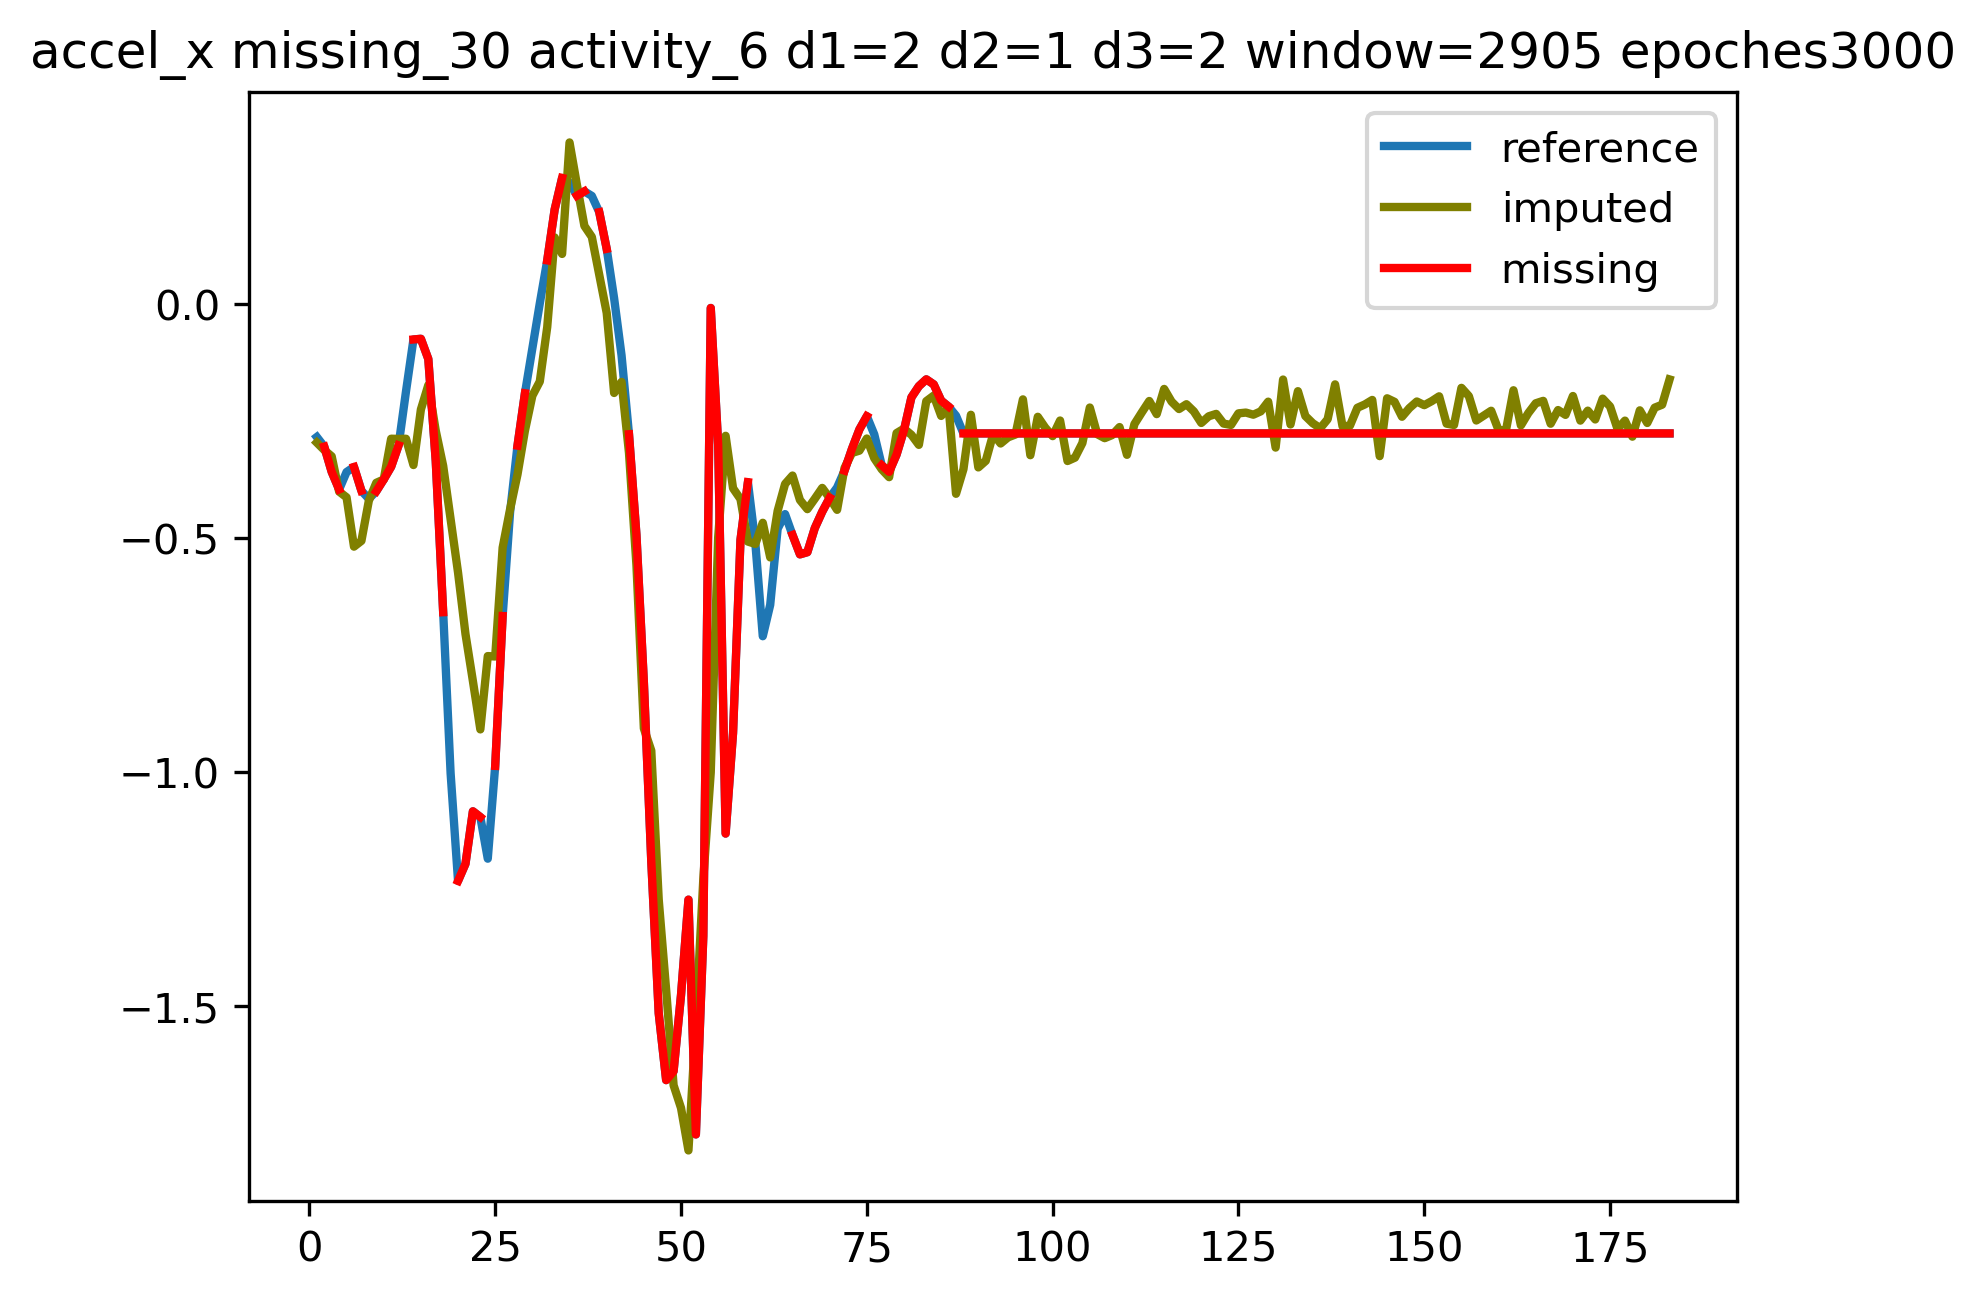 accel_x missing_30 activity_6 d1=2 d2=1 d3=2 window=2905 epoches3000
reference
imputed
missing
0.0
−0.5
−1.0
−1.5
0 25 50 75 100 125 150 175